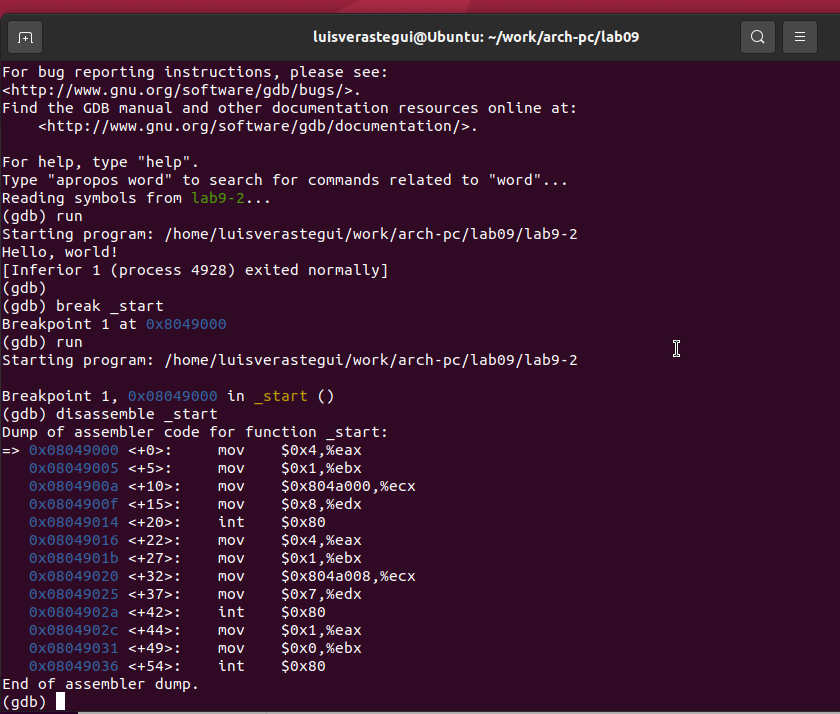 luisverastegui@Ubuntu: ~/work/arch-pc/lab09
For bug reporting instructions, please see:
<http://www.gnu.org/software/gdb/bugs/>.
Find the GDB manual and other documentation resources online at:
    <http://www.gnu.org/software/gdb/documentation/>.

For help, type "help".
Type "apropos word" to search for commands related to "word"...
Reading symbols from lab9-2...
(gdb) run
Starting program: /home/luisverastegui/work/arch-pc/lab09/lab9-2
Hello, world!
[Inferior 1 (process 4928) exited normally]
(gdb)
(gdb) break _start
Breakpoint 1 at 0x8049000
(gdb) run
Starting program: /home/luisverastegui/work/arch-pc/lab09/lab9-2

Breakpoint 1, 0x08049000 in _start ()
(gdb) disassemble _start
Dump of assembler code for function _start:
=> 0x08049000 <+0>:     mov    $0x4,%eax
   0x08049005 <+5>:     mov    $0x1,%ebx
   0x0804900a <+10>:    mov    $0x804a000,%ecx
   0x0804900f <+15>:    mov    $0x8,%edx
   0x08049014 <+20>:    int    $0x80
   0x08049016 <+22>:    mov    $0x4,%eax
   0x0804901b <+27>:    mov    $0x1,%ebx
   0x08049020 <+32>:    mov    $0x804a008,%ecx
   0x08049025 <+37>:    mov    $0x7,%edx
   0x0804902a <+42>:    int    $0x80
   0x0804902c <+44>:    mov    $0x1,%eax
   0x08049031 <+49>:    mov    $0x0,%ebx
   0x08049036 <+54>:    int    $0x80
End of assembler dump.
(gdb)